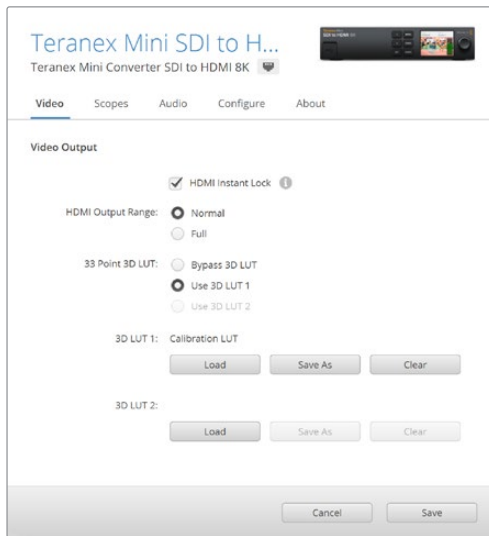 Teranex Mini SDI to H...
Teranex Mini Converter SDI to HDMI 8K
Video Scopes Audio Configure About
Video Output
HDMI Instant Lock
HDMI Output Range: Normal
Full
33 Point 3D LUT: Bypass 3D LUT
Use 3D LUT 1
Use 3D LUT 2
3D LUT 1: Calibration LUT
Load Save As Clear
3D LUT 2:
Load Save As Clear
Cancel Save